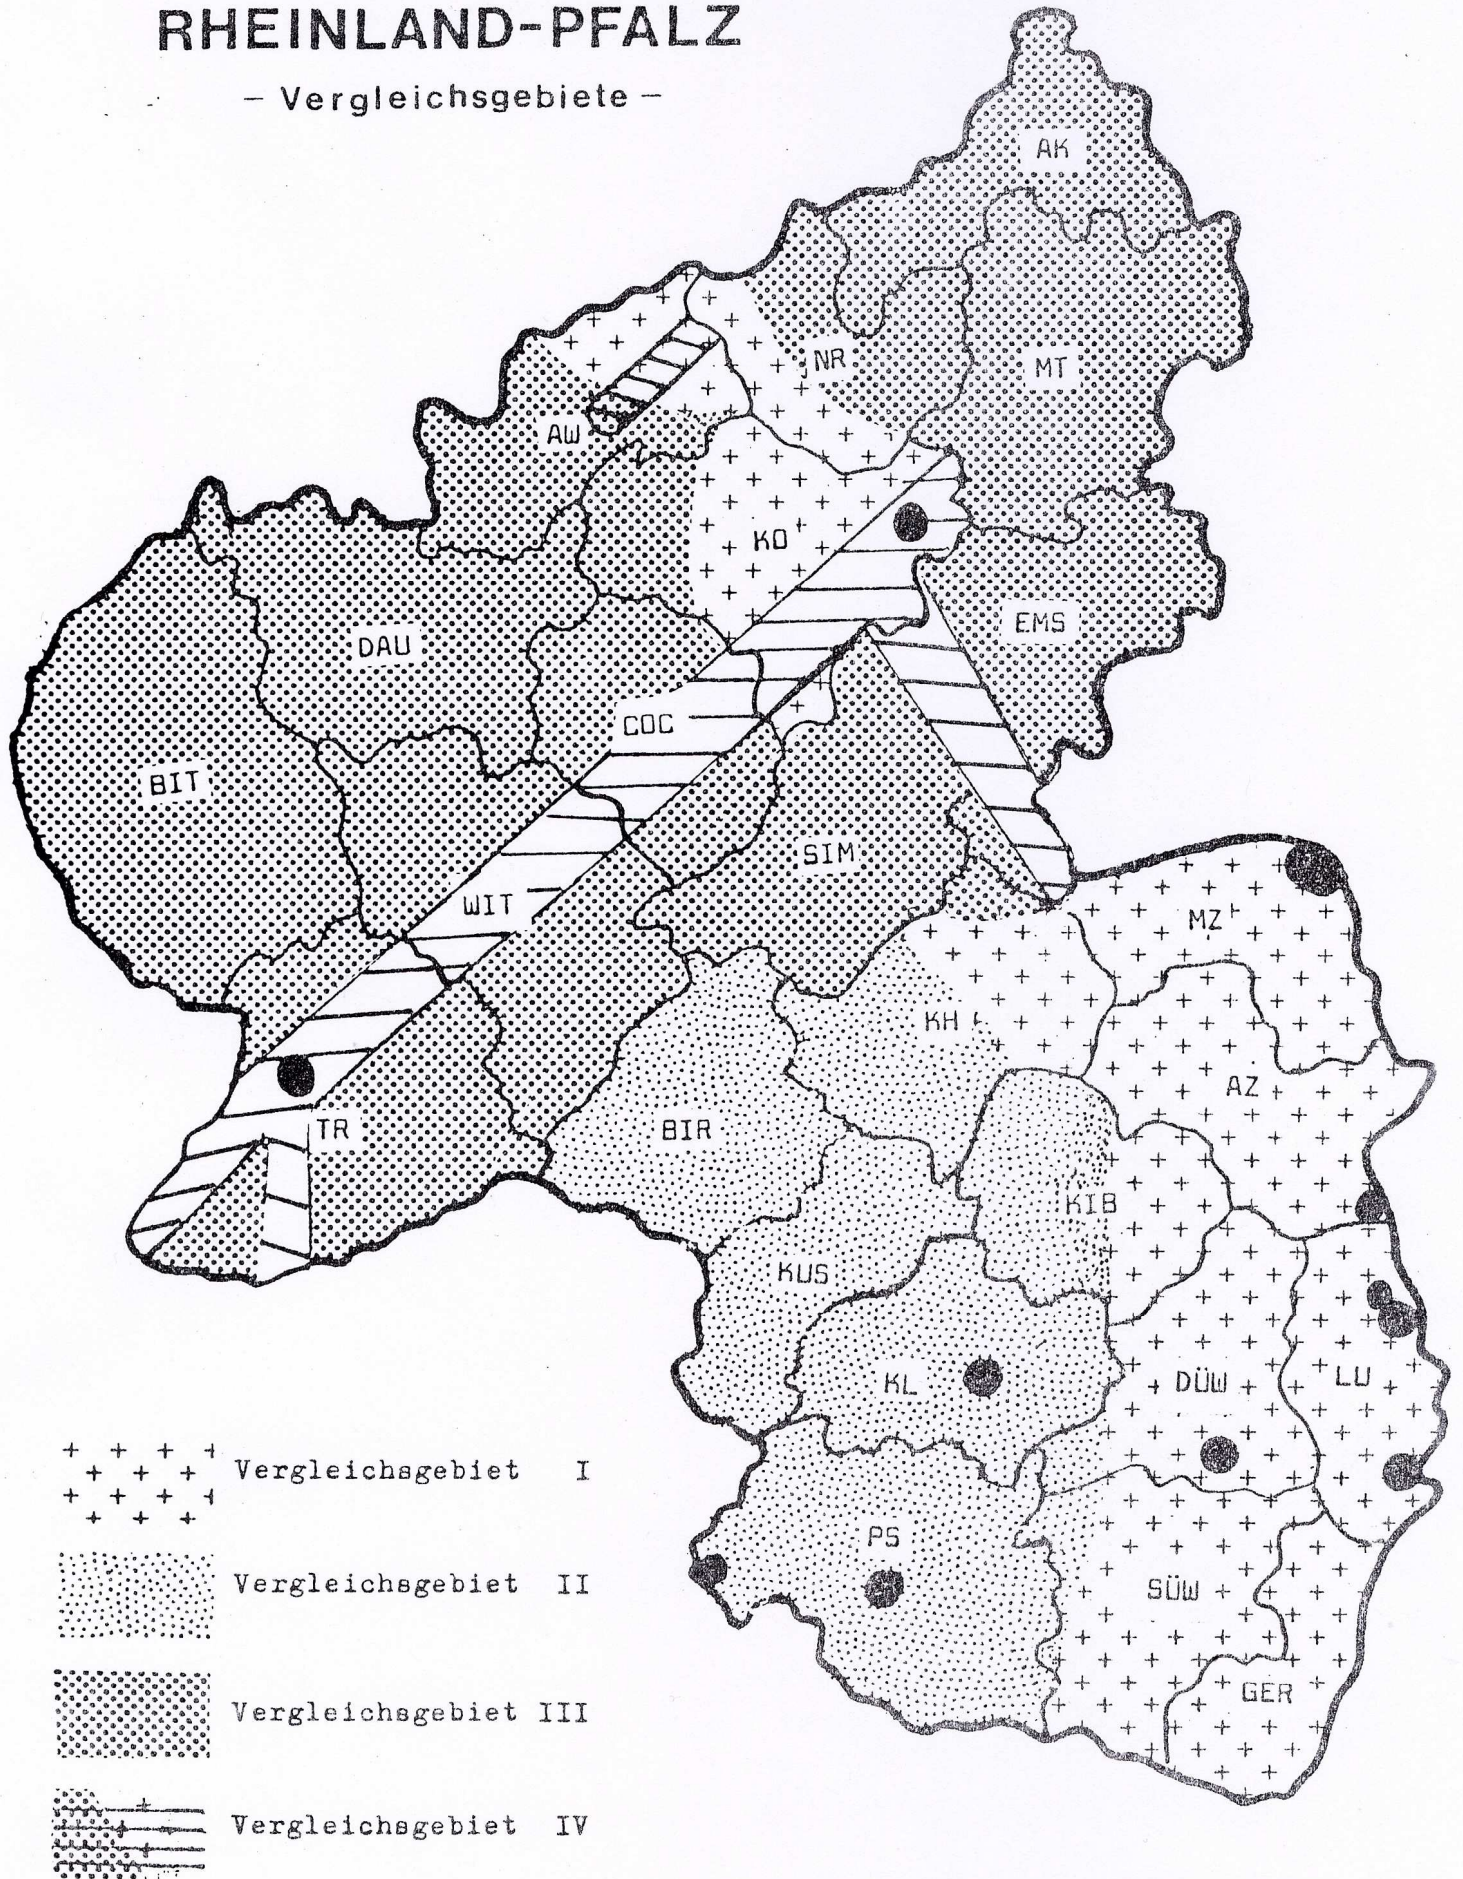 RHEINLAND-PFALZ
- Vergleichsgebiete -
AK
NR
MT
AW
KO
EMS
DAU
COC
BIT
SIM
WIT
MZ
KH
AZ
TR
BIR
KIB
KUS
KL
DÜW
LU
PS
SÜW
GER
Vergleichsgebiet I
Vergleichsgebiet II
Vergleichsgebiet III
Vergleichsgebiet IV